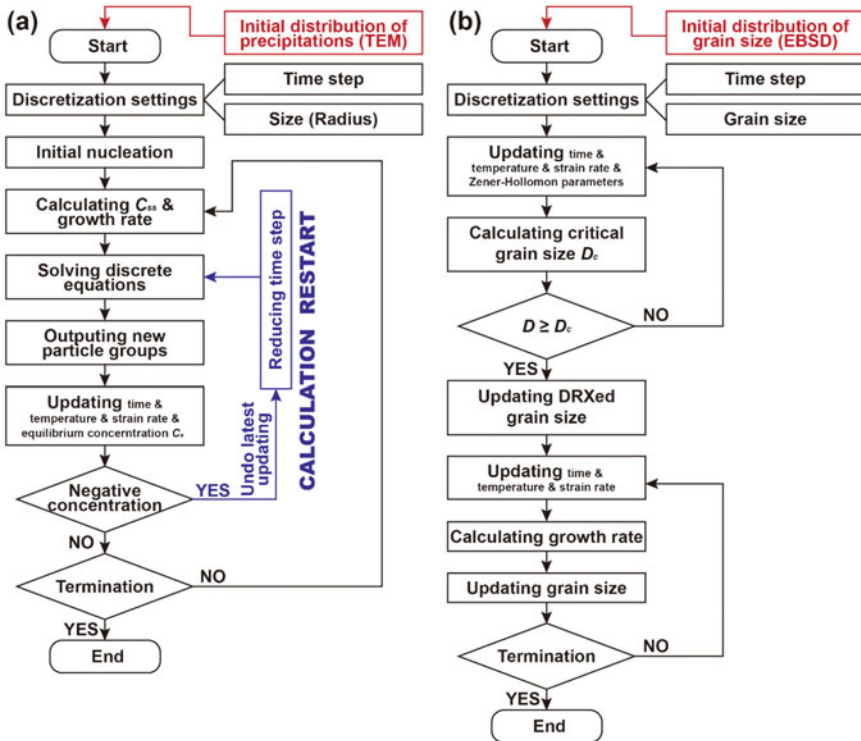 (a)
Initial distribution of
precipitations (TEM)
Start
Time step
Discretization settings
Size (Radius)
Initial nucleation
Calculating Css &
growth rate
Solving discrete
equations
Outputing new
particle groups
Updating time &
temperature & strain rate &
equilibrium concerntration Ce
Negative
concentration
YES
Undo latest
updating
Reducing time step
CALCULATION RESTART
NO
Termination
NO
YES
End
(b)
Initial distribution of
grain size (EBSD)
Start
Time step
Discretization settings
Grain size
Updating time &
temperature & strain rate &
Zener-Hollomon parameters
Calculating critical
grain size Dc
D ≥ Dc
NO
YES
Updating DRXed
grain size
Updating time &
temperature & strain rate
Calculating growth rate
Updating grain size
Termination
NO
YES
End